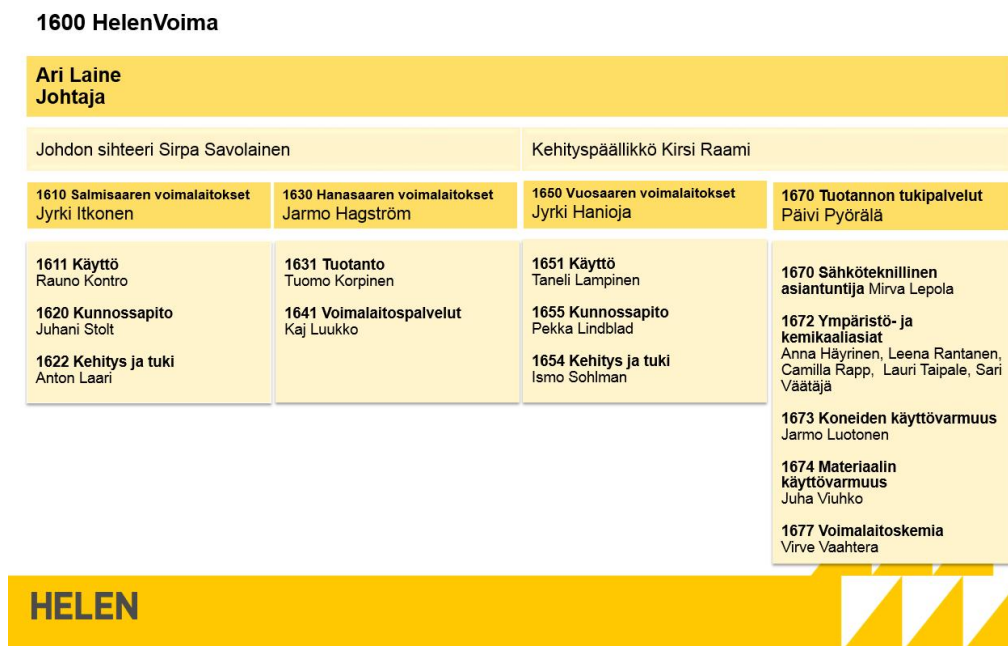 1600 HelenVoima
Ari Laine
Johtaja
Johdon sihteeri Sirpa Savolainen
Kehityspäällikkö Kirsi Raami
1610 Salmisaaren voimalaitokset
Jyrki Itkonen
1611 Käyttö
Rauno Kontro
1620 Kunnossapito
Juhani Stolt
1622 Kehitys ja tuki
Anton Laari
1630 Hanasaaren voimalaitokset
Jarmo Hagström
1631 Tuotanto
Tuomo Korpinen
1641 Voimalaitospalvelut
Kaj Luukko
1650 Vuosaaren voimalaitokset
Jyrki Hanioja
1651 Käyttö
Taneli Lampinen
1655 Kunnossapito
Pekka Lindblad
1654 Kehitys ja tuki
Ismo Sohlman
1670 Tuotannon tukipalvelut
Päivi Pyörälä
1670 Sähköteknillinen
asiantuntija Mirva Lepola
1672 Ympäristö- ja
kemikaaliasiat
Anna Häyrinen, Leena Rantanen,
Camilla Rapp, Lauri Taipale, Sari
Väätäjä
1673 Koneiden käyttövarmuus
Jarmo Luotonen
1674 Materiaalin
käyttövarmuus
Juha Viuhko
1677 Voimalaitoskemia
Virve Vaahtera
HELEN